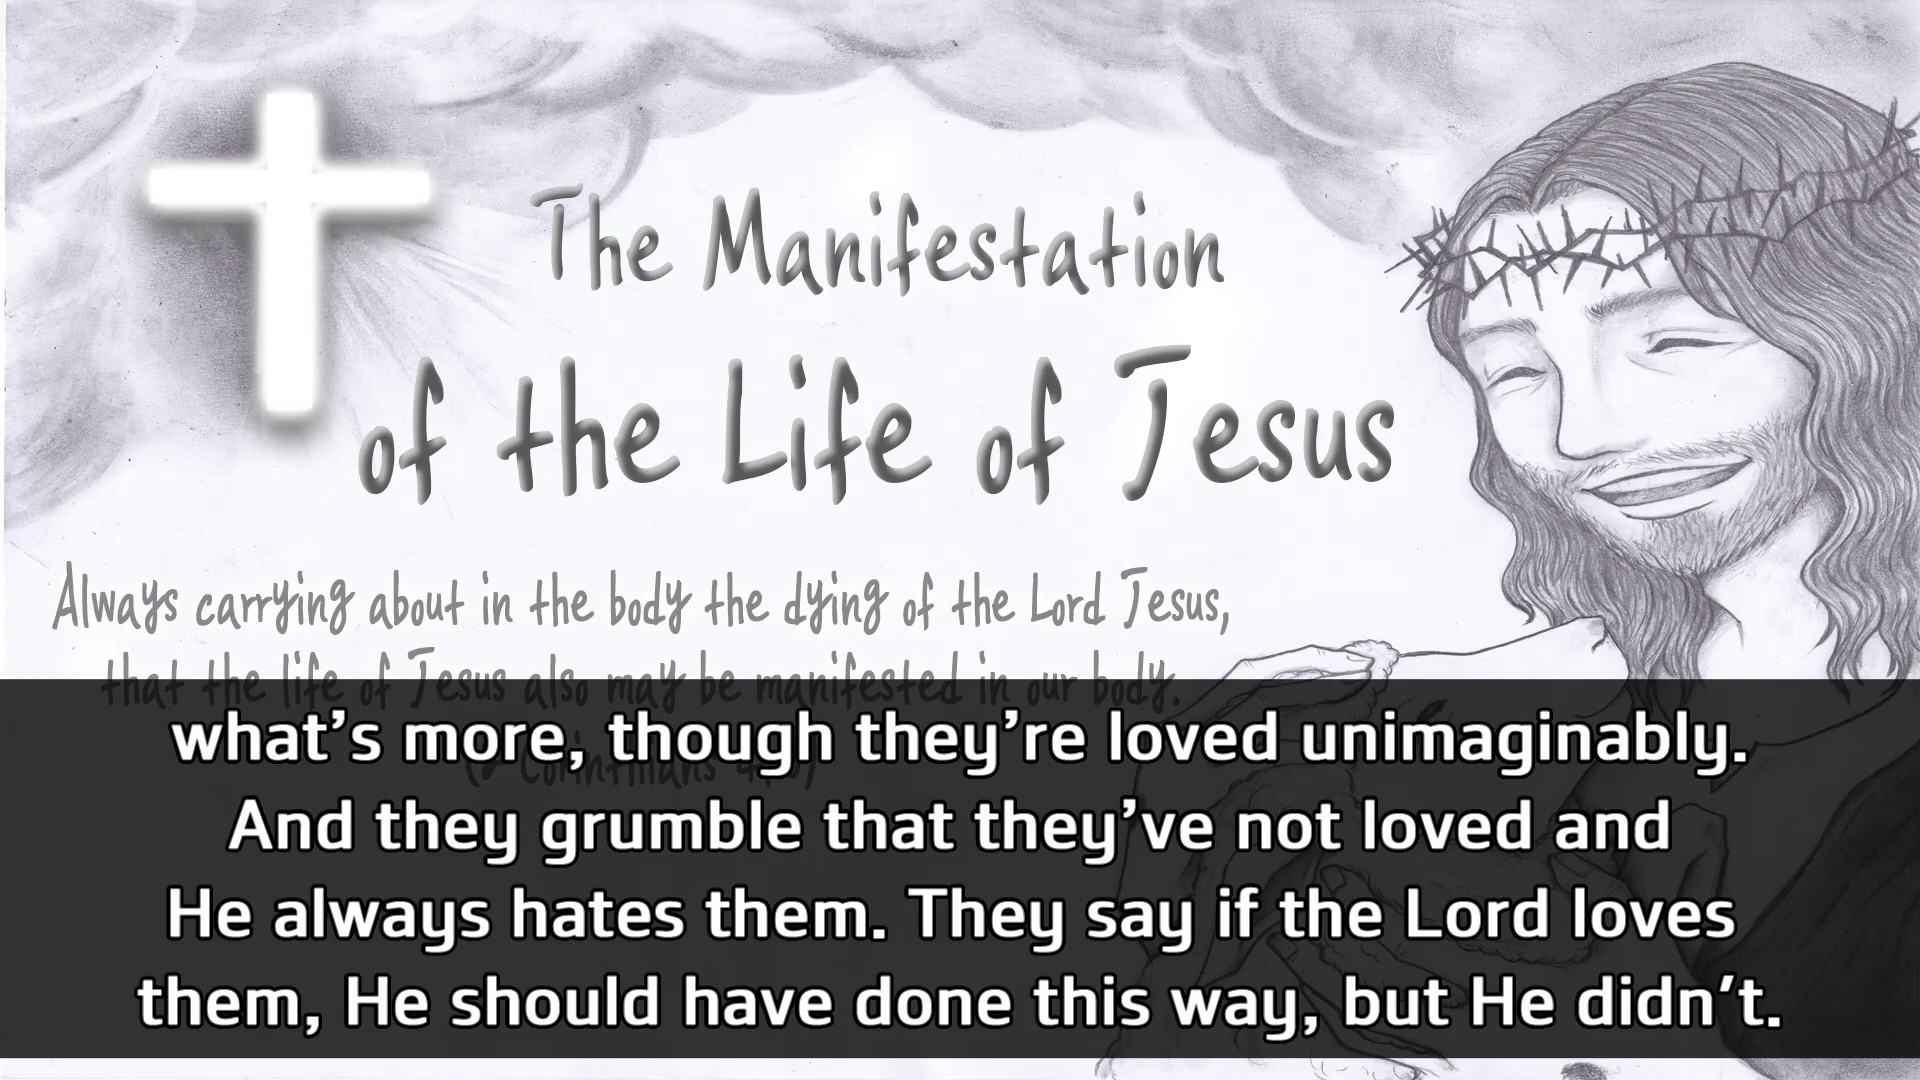 The Manifestation
of the Life of Jesus
Always carrying about in the body the dying of the Lord Jesus,
that the life of Jesus also may be manifested in our body.
Corinthians
what's more, though they're loved unimaginably.
And they grumble that they've not loved and
He always hates them. They say if the Lord loves
them, He should have done this way, but He didn't.